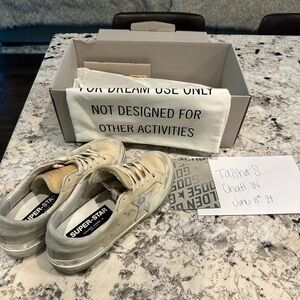 FOR DREAM USE ONLY
NOT DESIGNED FOR
OTHER ACTIVITIES
SUPER-STAR
SUPER-STAR
GOOSE
Tasha S
Chatt, TN
June 18th 24